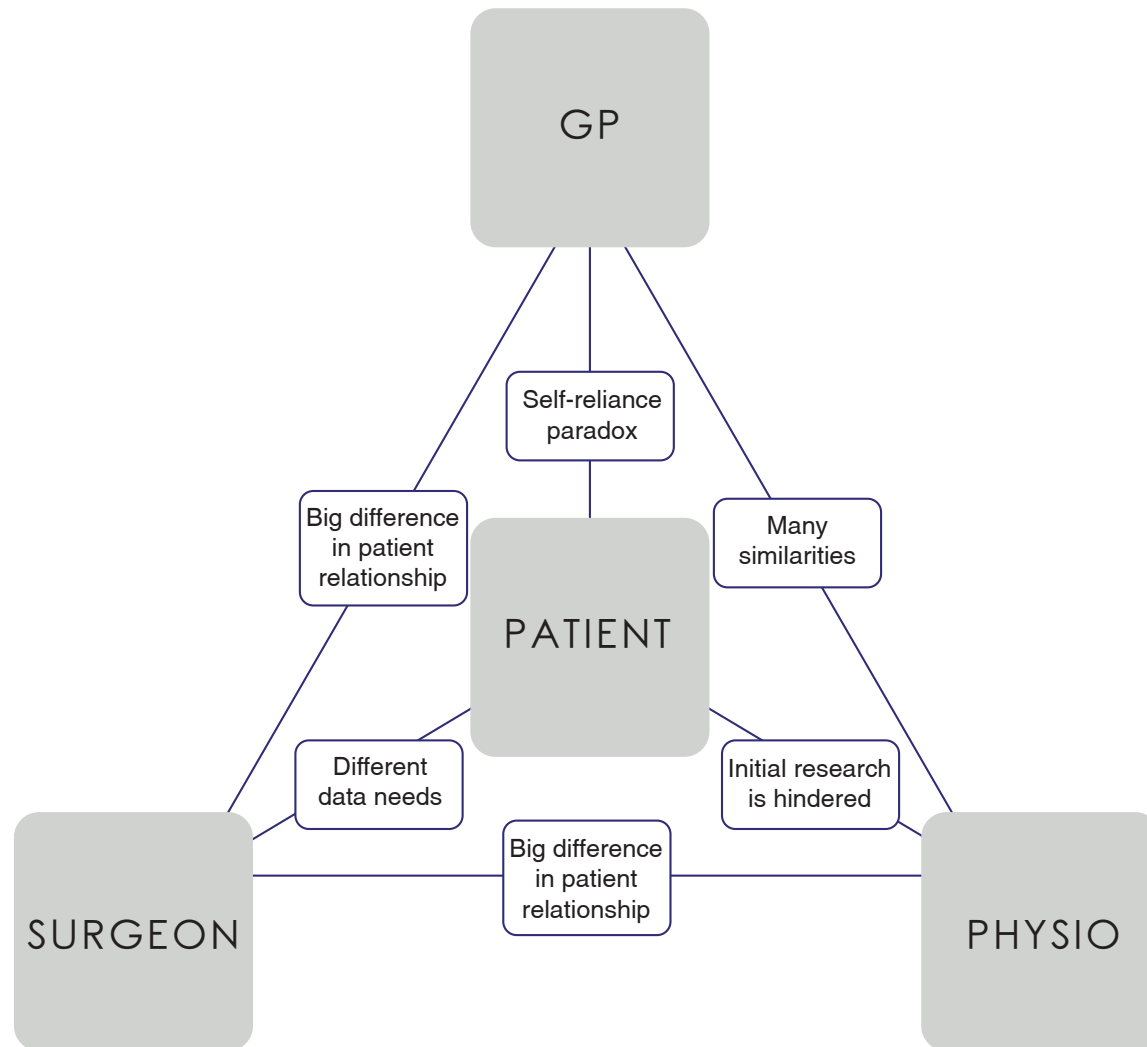 GP
Self-reliance
paradox
Big difference
in patient
relationship
Many
similarities
PATIENT
Different
data needs
Initial research
is hindered
Big difference
in patient
relationship
SURGEON
PHYSIO